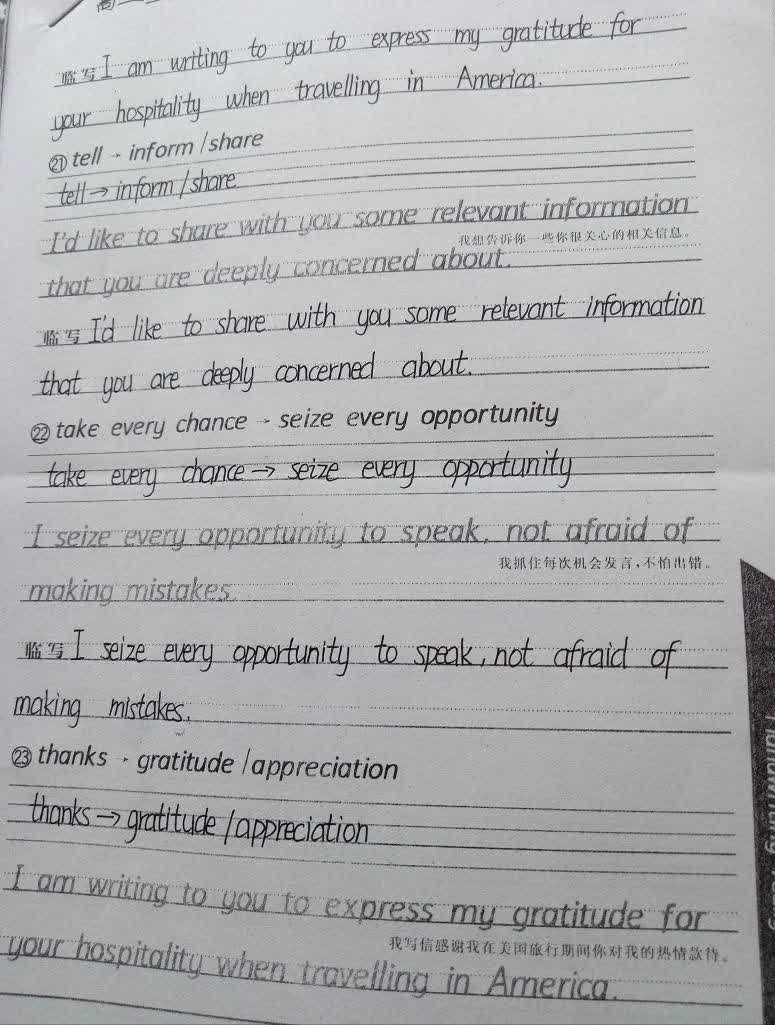 临写 I am writing to you to express my gratitude for
your hospitality when travelling in America.
㉑ tell → inform / share
tell → inform / share
I'd like to share with you some relevant information
我想告诉你一些你很关心的相关信息。
that you are deeply concerned about.
临写 I'd like to share with you some relevant information
that you are deeply concerned about.
㉒ take every chance → seize every opportunity
take every chance → seize every opportunity
I seize every opportunity to speak, not afraid of
我抓住每次机会发言,不怕出错。
making mistakes.
临写 I seize every opportunity to speak, not afraid of
making mistakes.
㉓ thanks → gratitude / appreciation
thanks → gratitude / appreciation
I am writing to you to express my gratitude for
我写信感谢我在美国旅行期间你对我的热情款待。
your hospitality when travelling in America.